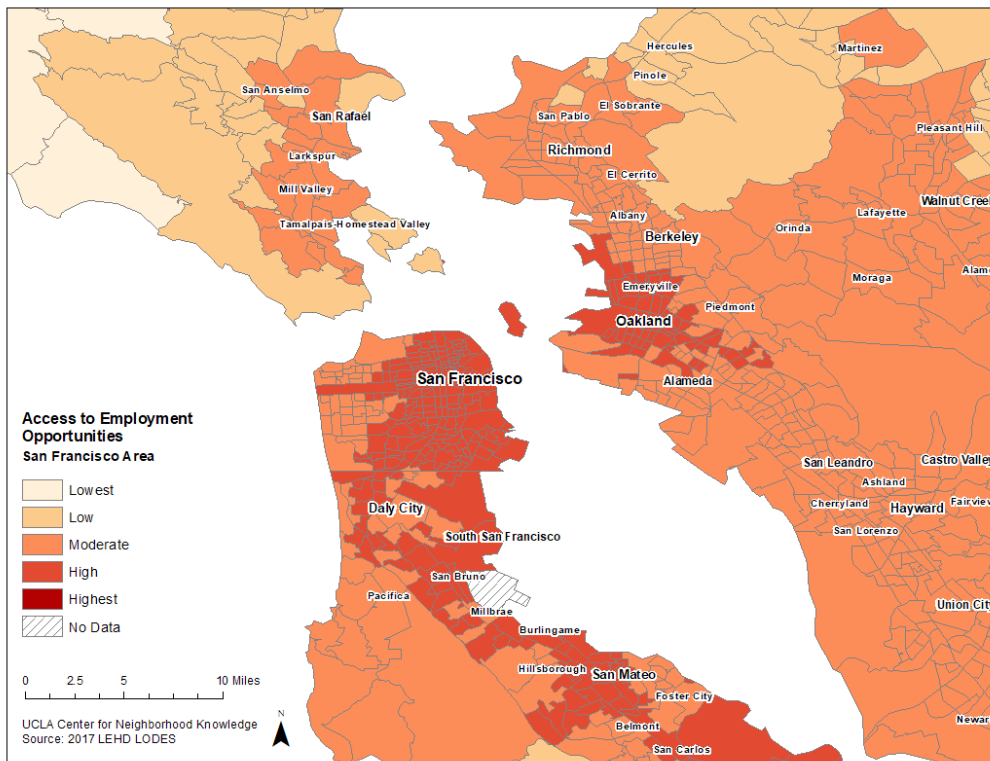 Hercules
Martinez
Pinole
San Anselmo
El Sobrante
San Rafael
San Pablo
Pleasant Hill
Richmond
Larkspur
El Cerrito
Mill Valley
Walnut Creek
Lafayette
Albany
Tamalpais-Homestead Valley
Orinda
Berkeley
Moraga
Alam
Emeryville
Piedmont
Oakland
San Francisco
Alameda
Access to Employment
Opportunities
San Francisco Area
Lowest
Low
Moderate
High
Highest
No Data
San Leandro
Castro Valley
Ashland
Cherryland
Hayward
Fairview
San Lorenzo
Daly City
South San Francisco
San Bruno
Pacifica
Millbrae
Union City
Burlingame
Hillsborough
San Mateo
Foster City
Belmont
Newar
San Carlos
0 2.5 5 10 Miles
UCLA Center for Neighborhood Knowledge
Source: 2017 LEHD LODES
N